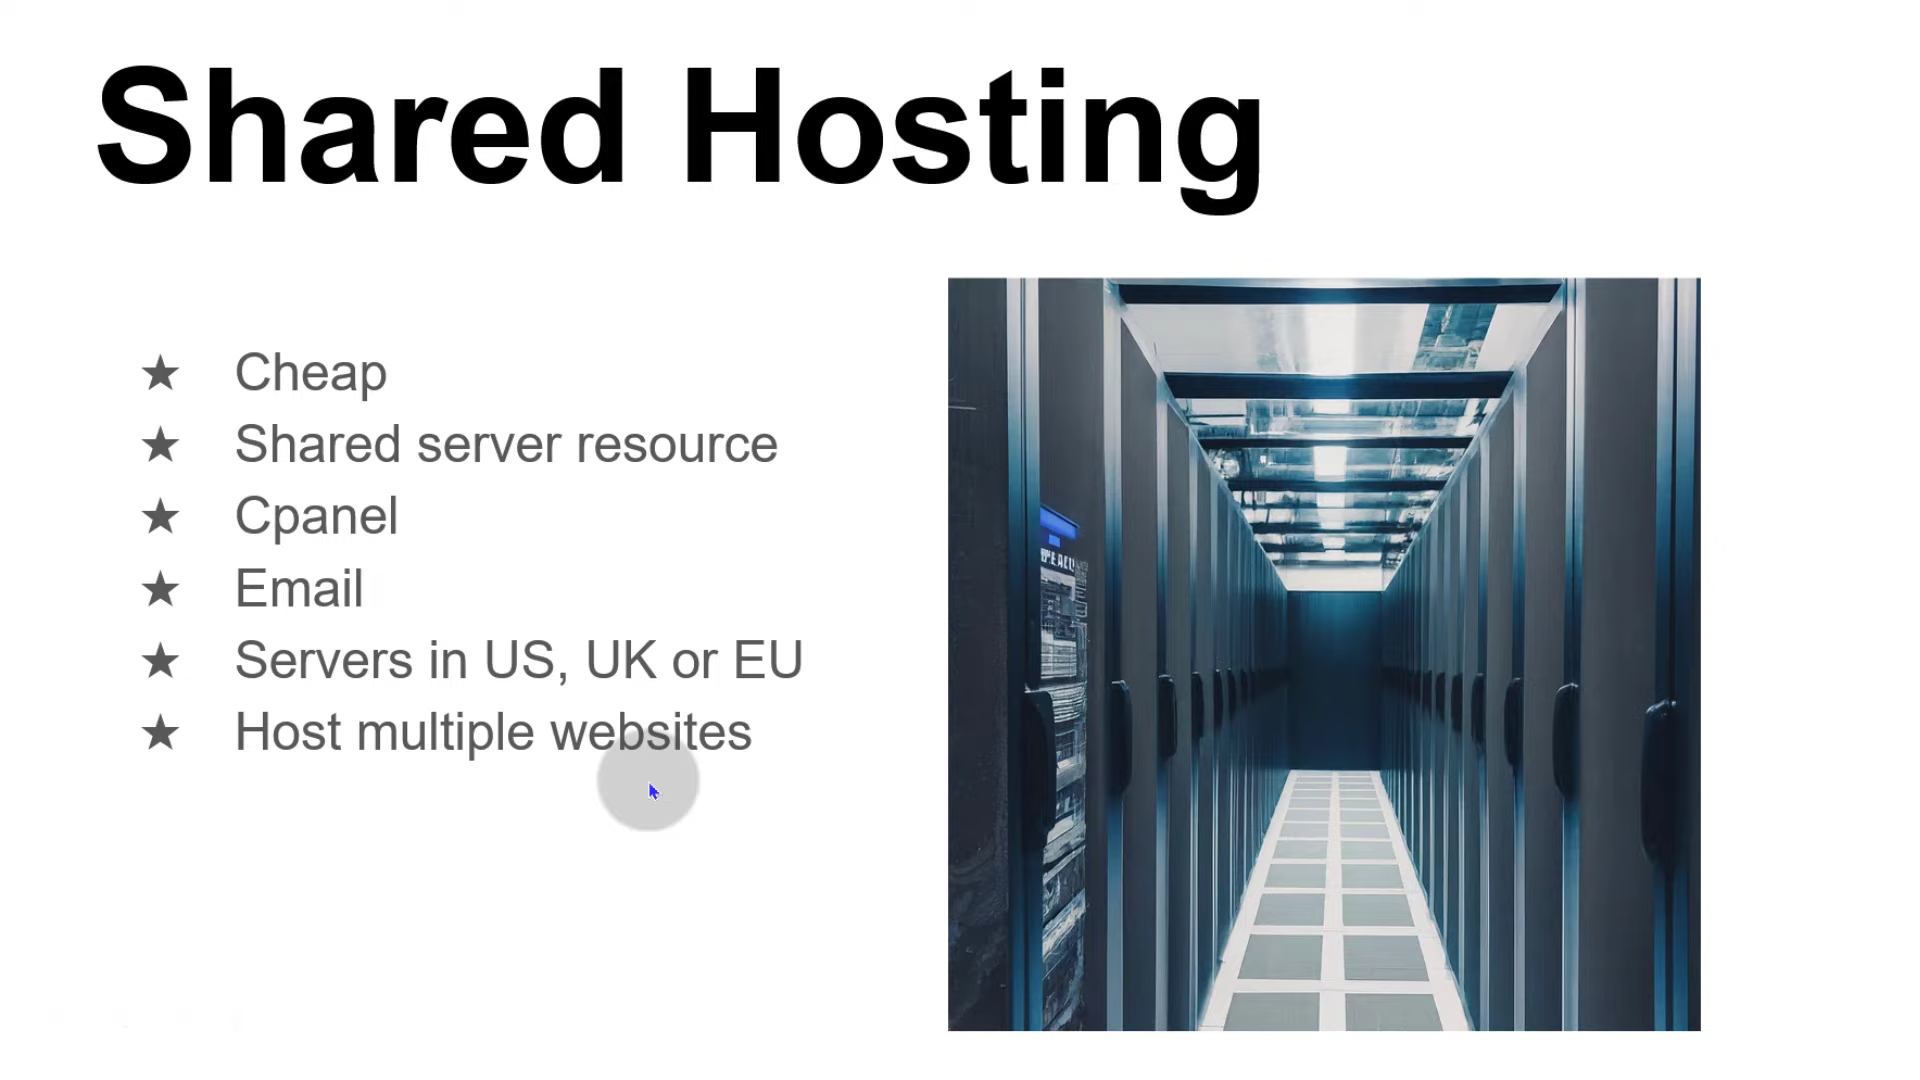 Shared Hosting
★ Cheap
★ Shared server resource
★ Cpanel
★ Email
★ Servers in US, UK or EU
★ Host multiple websites